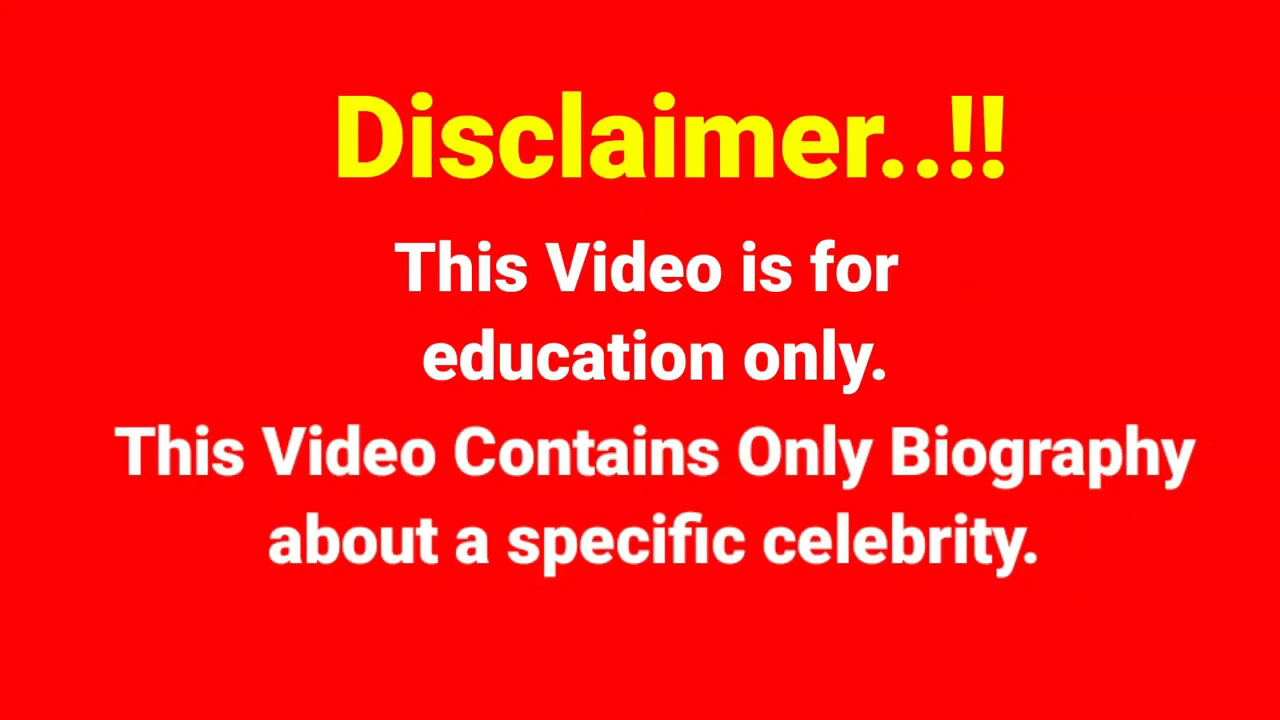 Disclaimer..!!
This Video is for
education only.
This Video Contains Only Biography
about a specific celebrity.